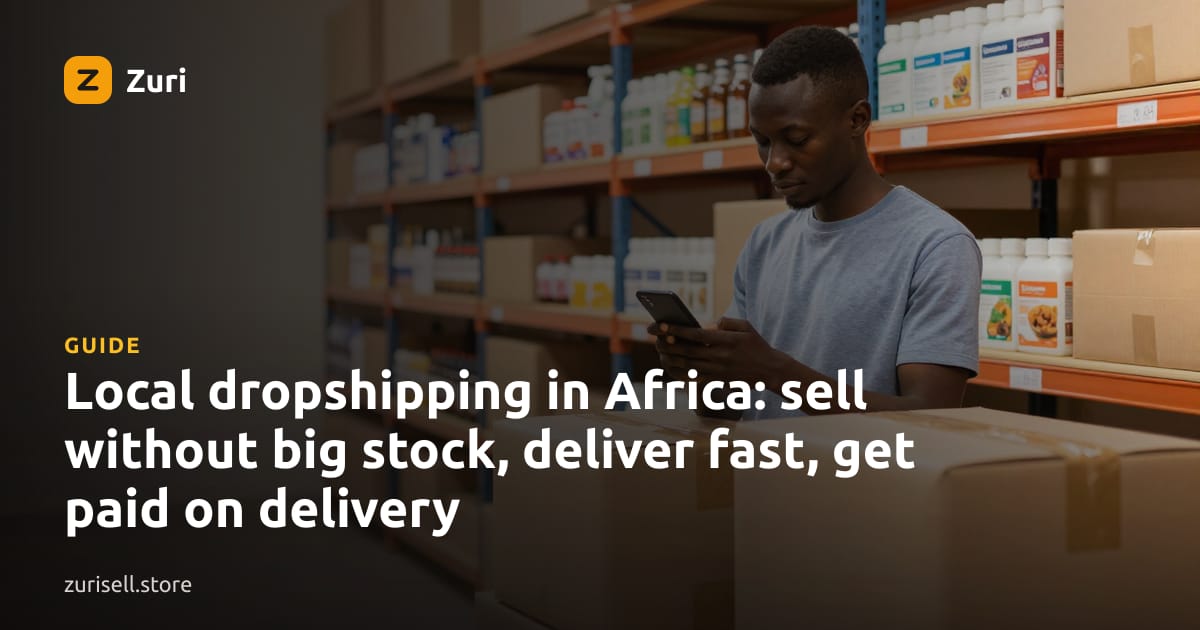 Z Zuri
GUIDE
Local dropshipping in Africa: sell
without big stock, deliver fast, get
paid on delivery
zurisell.store